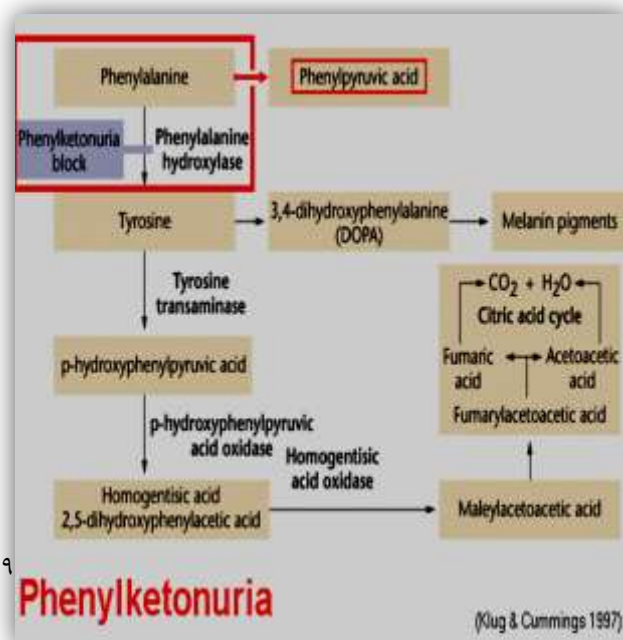 Phenylalanine
Phenylpyruvic acid
Phenylketonuria
block
Phenylalanine
hydroxylase
Tyrosine
3,4-dihydroxyphenylalanine
(DOPA)
Melanin pigments
Tyrosine
transaminase
CO₂ + H₂O
Citric acid cycle
Fumaric
acid
Acetoacetic
acid
Fumarylacetoacetic acid
p-hydroxyphenylpyruvic acid
p-hydroxyphenylpyruvic
acid oxidase
Homogentisic
acid oxidase
Homogentisic acid
2,5-dihydroxyphenylacetic acid
Maleylacetoacetic acid
٩
Phenylketonuria
(Klug & Cummings 1997)